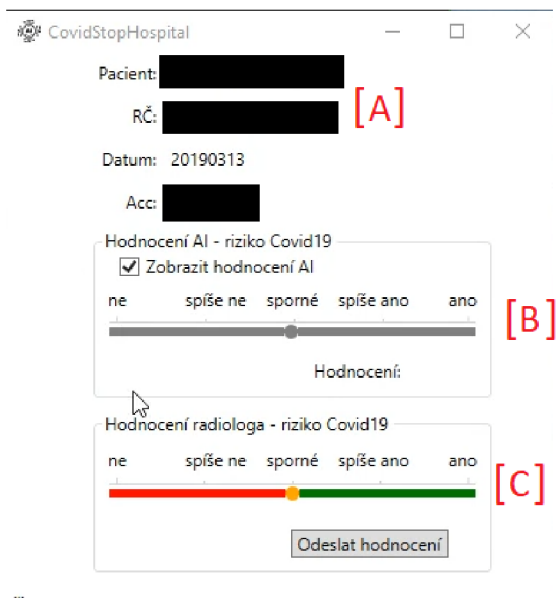 CovidStopHospital
Pacient:
RČ:
[A]
Datum: 20190313
Acc:
Hodnocení AI - riziko Covid19
Zobrazit hodnocení AI
ne spíše ne sporné spíše ano ano
[B]
Hodnocení:
Hodnocení radiologa - riziko Covid19
ne spíše ne sporné spíše ano ano
[C]
Odeslat hodnocení